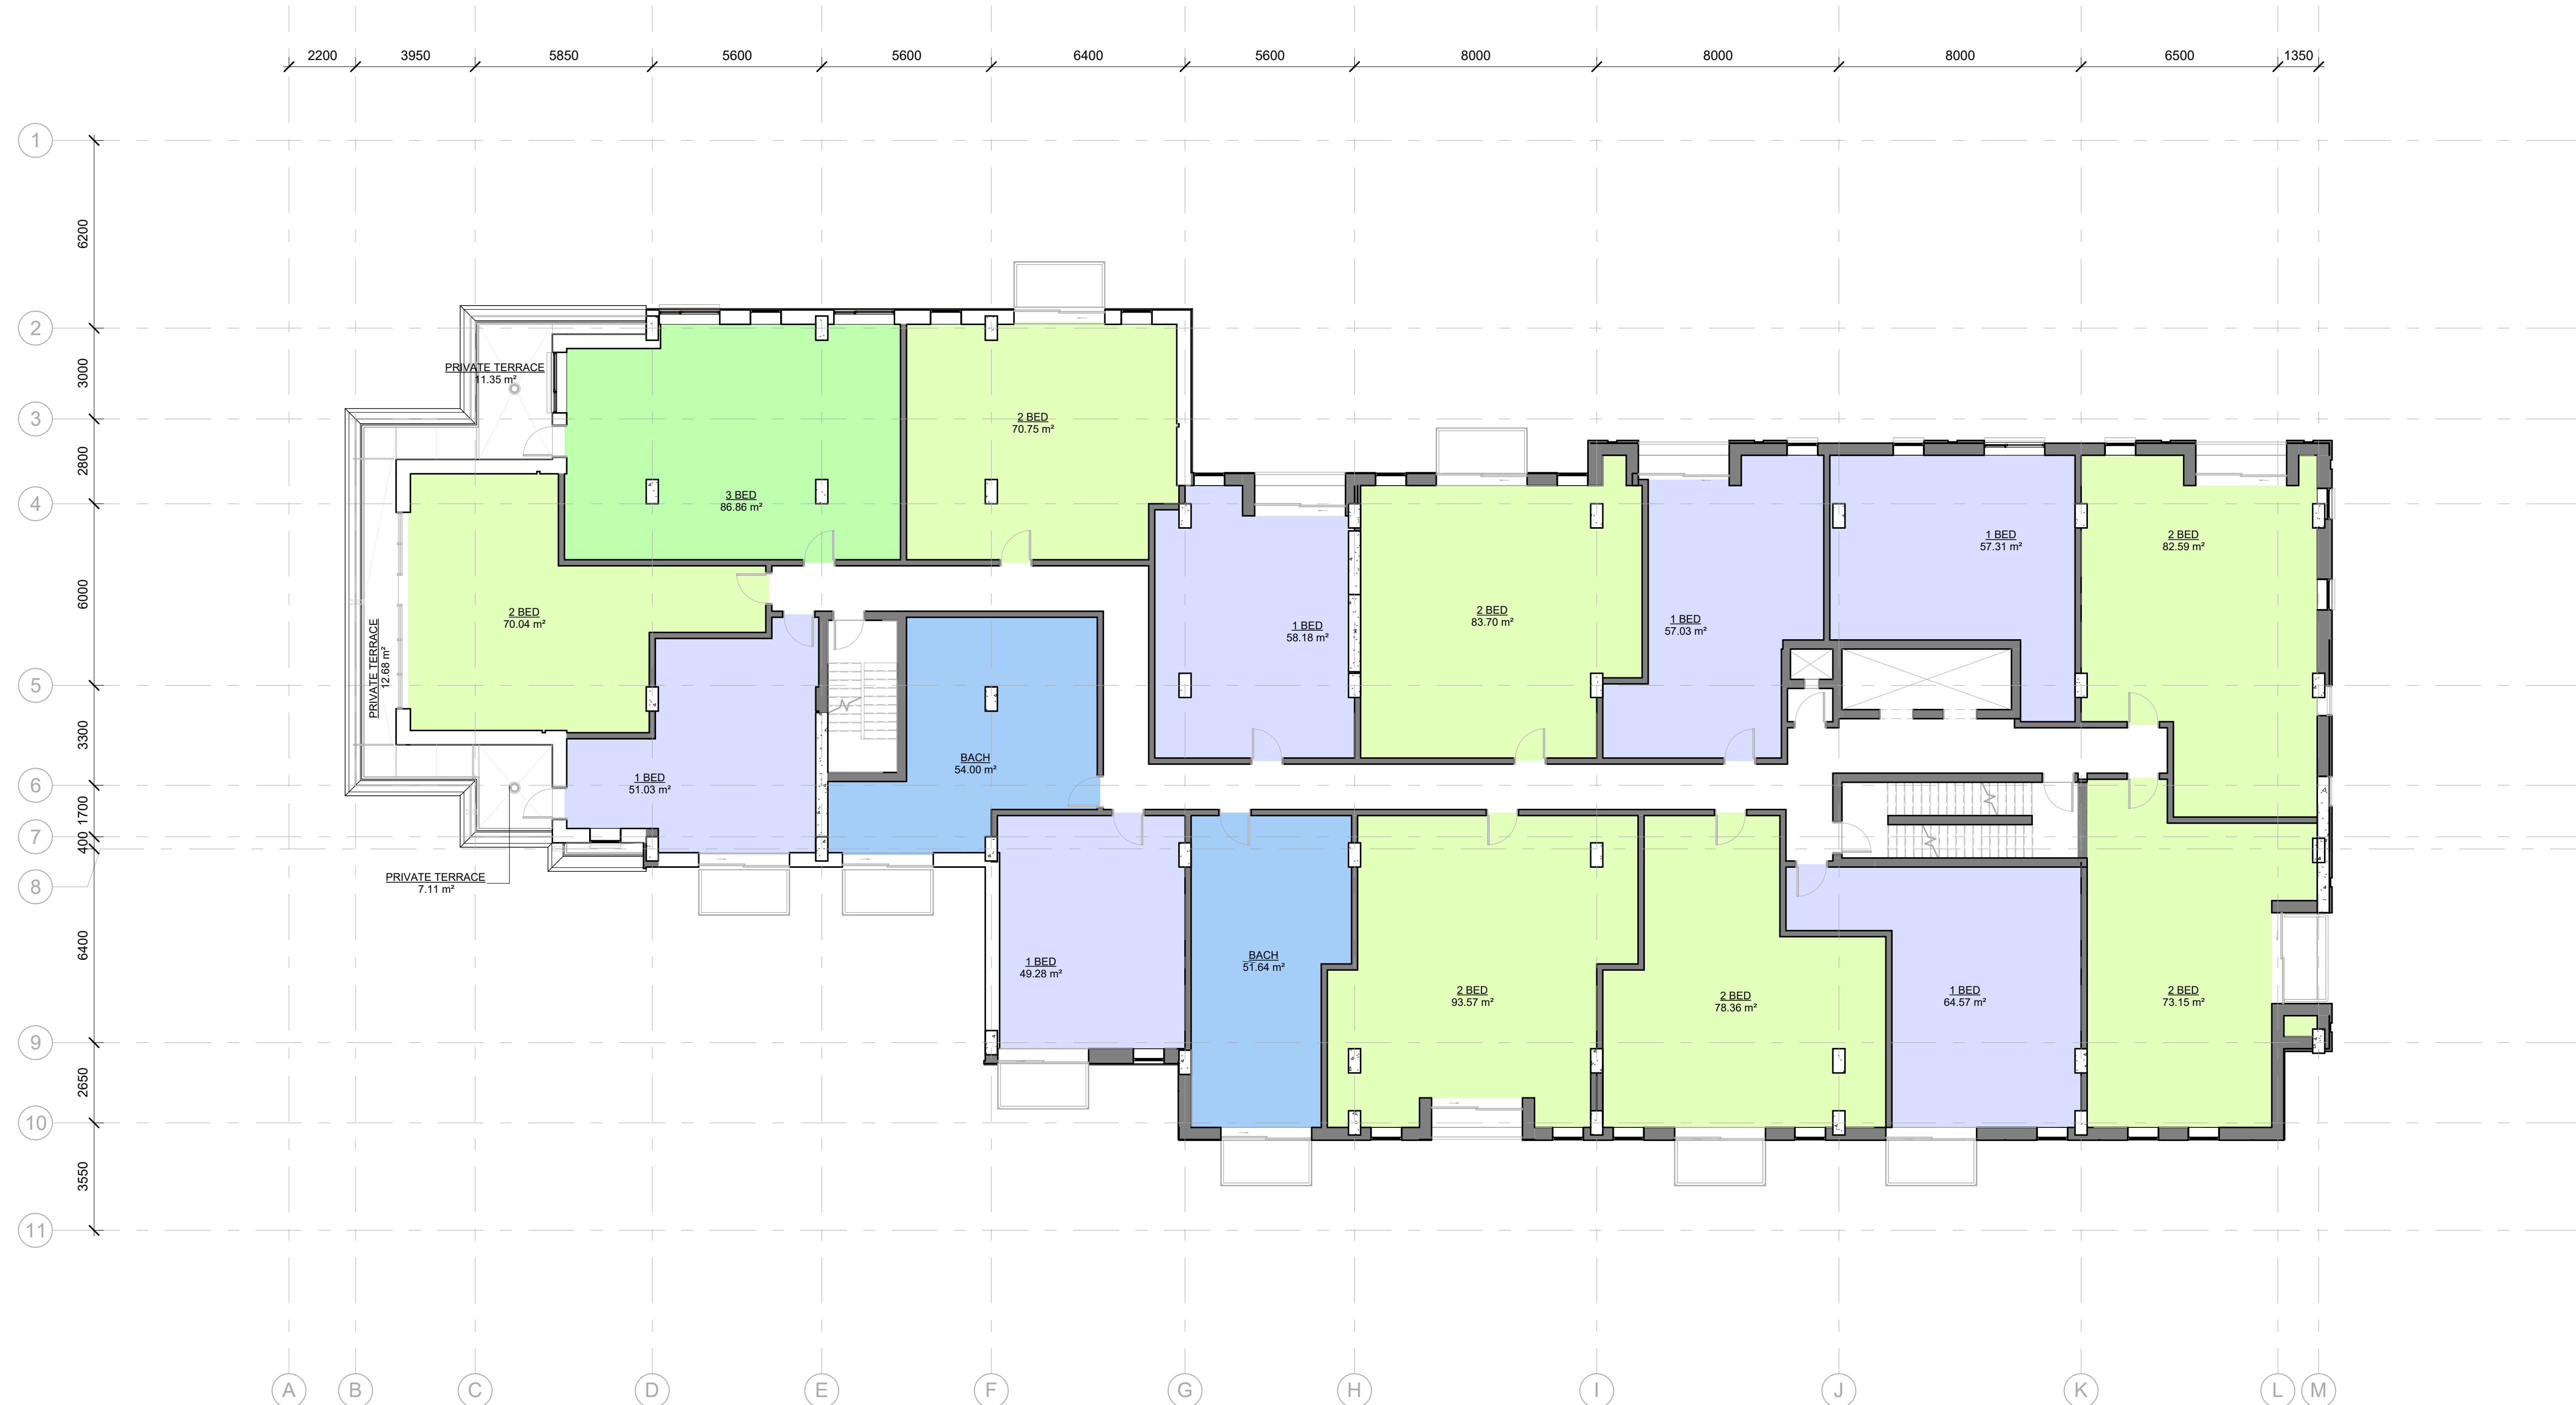 2200 3950 5850 5600 5600 6400 5600 8000 8000 8000 6500 1350
1
6200
2
3000
PRIVATE TERRACE
11.35 m²
3
2 BED
70.75 m²
2800
3 BED
86.86 m²
4
1 BED
57.31 m²
2 BED
82.59 m²
6000
2 BED
70.04 m²
1 BED
58.18 m²
2 BED
83.70 m²
1 BED
57.03 m²
PRIVATE TERRACE
12.68 m²
5
3300
BACH
54.00 m²
1 BED
51.03 m²
6
1700
7
400
8
PRIVATE TERRACE
7.11 m²
6400
1 BED
49.28 m²
BACH
51.64 m²
2 BED
93.57 m²
2 BED
78.36 m²
1 BED
64.57 m²
2 BED
73.15 m²
9
2650
10
3550
11
A B C D E F G H I J K L M